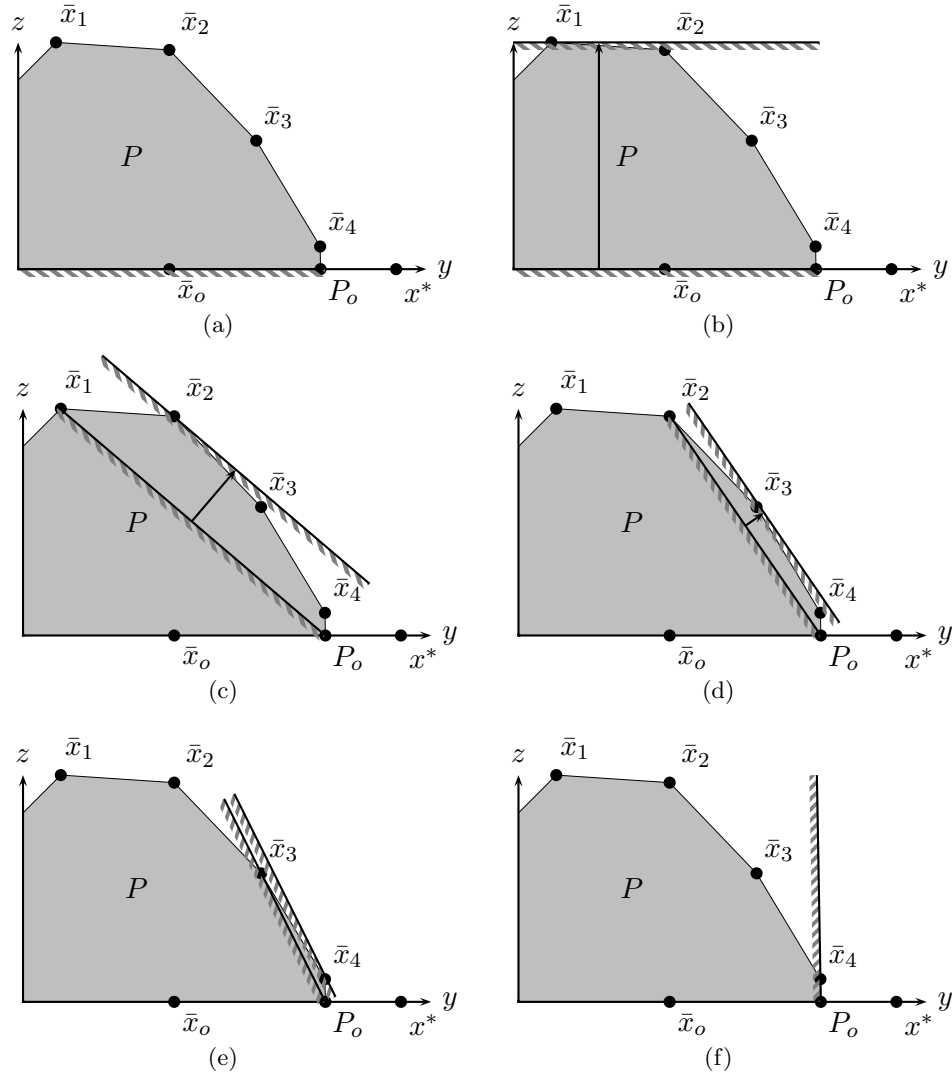 z
x̄₁
x̄₂
x̄₃
P
x̄₄
y
x̄ₒ
Pₒ
x*
(a)
z
x̄₁
x̄₂
x̄₃
P
x̄₄
y
x̄ₒ
Pₒ
x*
(b)
z
x̄₁
x̄₂
x̄₃
P
x̄₄
y
x̄ₒ
Pₒ
x*
(c)
z
x̄₁
x̄₂
x̄₃
P
x̄₄
y
x̄ₒ
Pₒ
x*
(d)
z
x̄₁
x̄₂
x̄₃
P
x̄₄
y
x̄ₒ
Pₒ
x*
(e)
z
x̄₁
x̄₂
x̄₃
P
x̄₄
y
x̄ₒ
Pₒ
x*
(f)